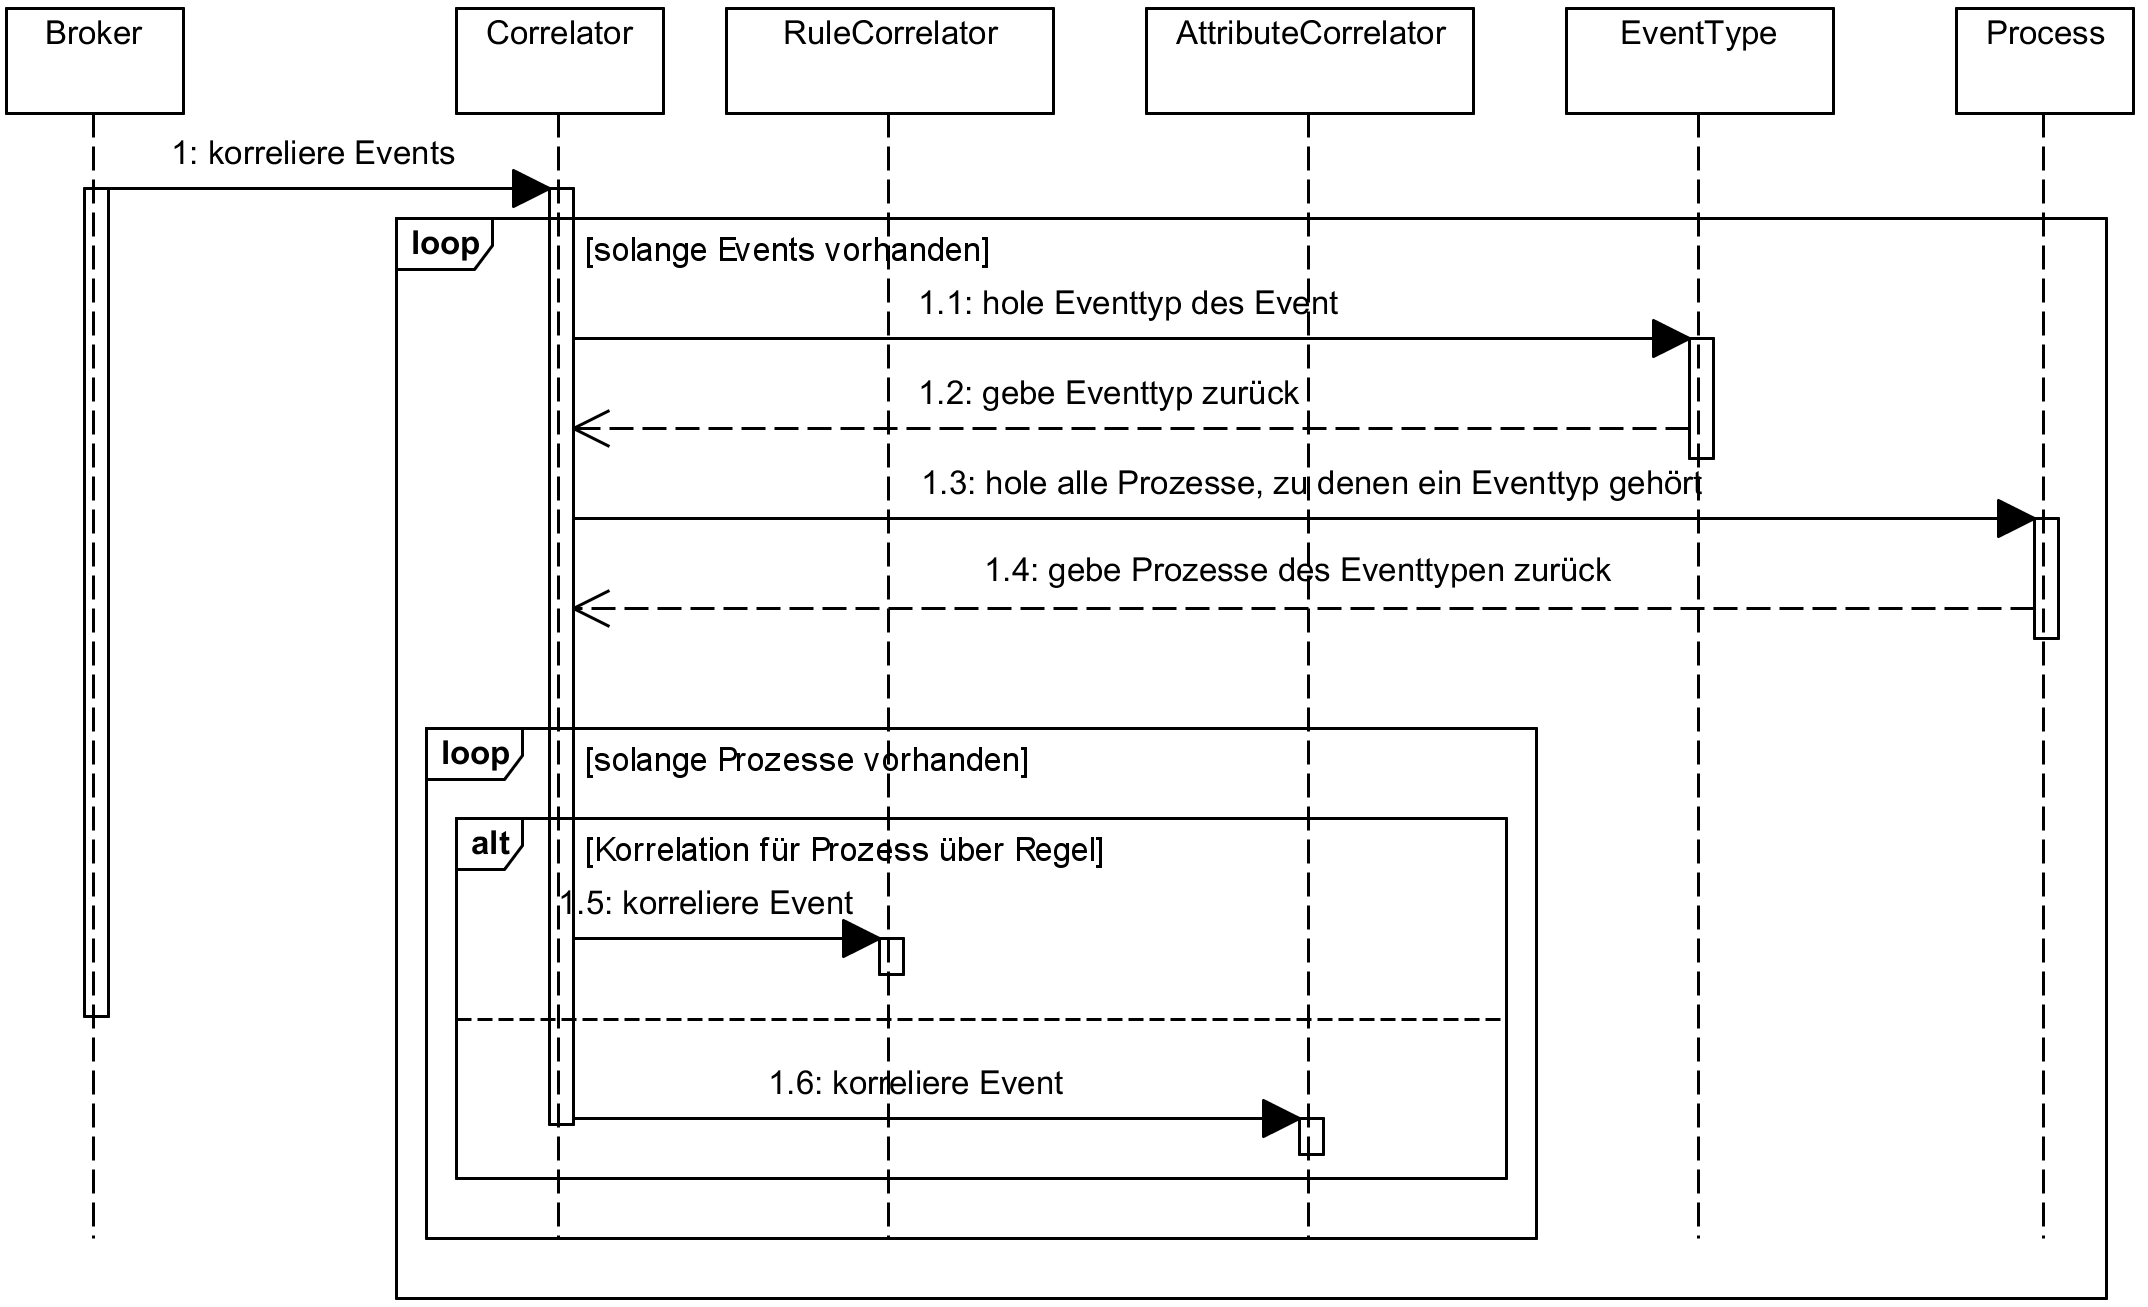 Broker
Correlator
RuleCorrelator
AttributeCorrelator
EventType
Process
1: korreliere Events
loop
[solange Events vorhanden]
1.1: hole Eventtyp des Event
1.2: gebe Eventtyp zurück
1.3: hole alle Prozesse, zu denen ein Eventtyp gehört
1.4: gebe Prozesse des Eventtypen zurück
loop
[solange Prozesse vorhanden]
alt
[Korrelation für Prozess über Regel]
1.5: korreliere Event
1.6: korreliere Event